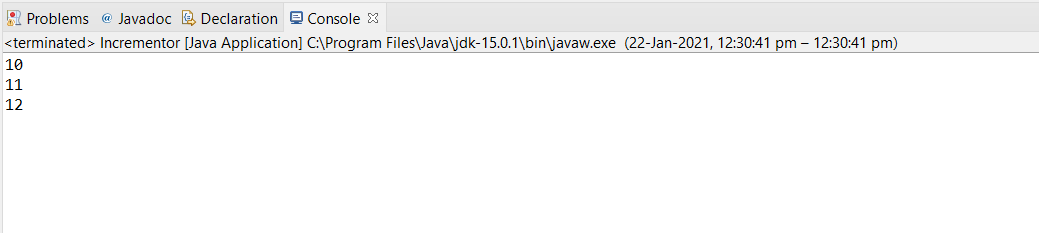 Problems @ Javadoc Declaration Console
<terminated> Incrementor [Java Application] C:\Program Files\Java\jdk-15.0.1\bin\javaw.exe (22-Jan-2021, 12:30:41 pm – 12:30:41 pm)
10
11
12